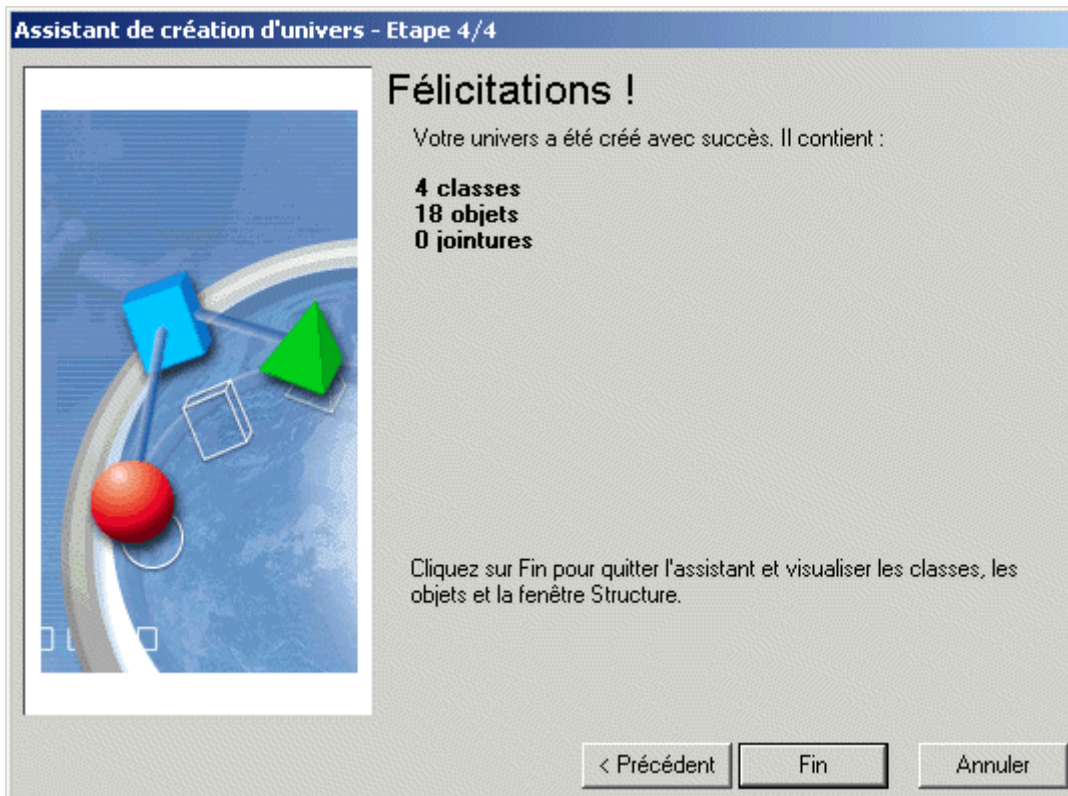 Assistant de création d'univers - Etape 4/4
Félicitations !
Votre univers a été créé avec succès. Il contient :
4 classes
18 objets
0 jointures
Cliquez sur Fin pour quitter l'assistant et visualiser les classes, les
objets et la fenêtre Structure.
< Précédent
Fin
Annuler